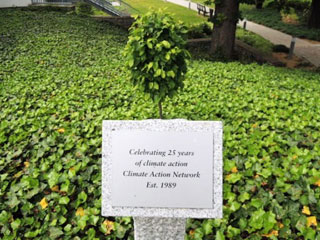 Celebrating 25 years
of climate action
Climate Action Network
Est. 1989